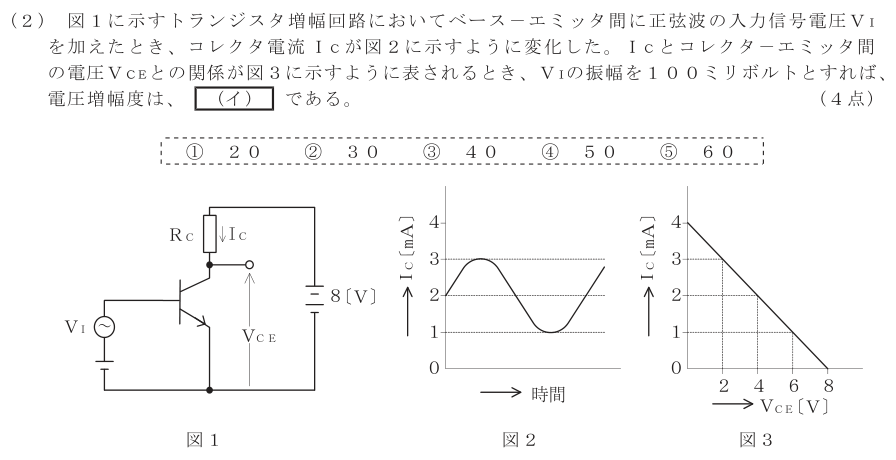 （２） 図１に示すトランジスタ増幅回路においてベース－エミッタ間に正弦波の入力信号電圧ＶI
を加えたとき、コレクタ電流 Ｉcが図２に示すように変化した。Ｉcとコレクタ－エミッタ間
の電圧ＶCEとの関係が図３に示すように表されるとき、ＶIの振幅を１００ミリボルトとすれば、
電圧増幅度は、 （イ） である。 （４点）
① ２０ ② ３０ ③ ４０ ④ ５０ ⑤ ６０
ＲC
↓ＩC
８〔Ｖ〕
ＶI
～
ＶCE
図１
ＩC〔mA〕
4
3
2
1
0
時間
図２
ＩC〔mA〕
4
3
2
1
0
2 4 6 8
ＶCE〔Ｖ〕
図３